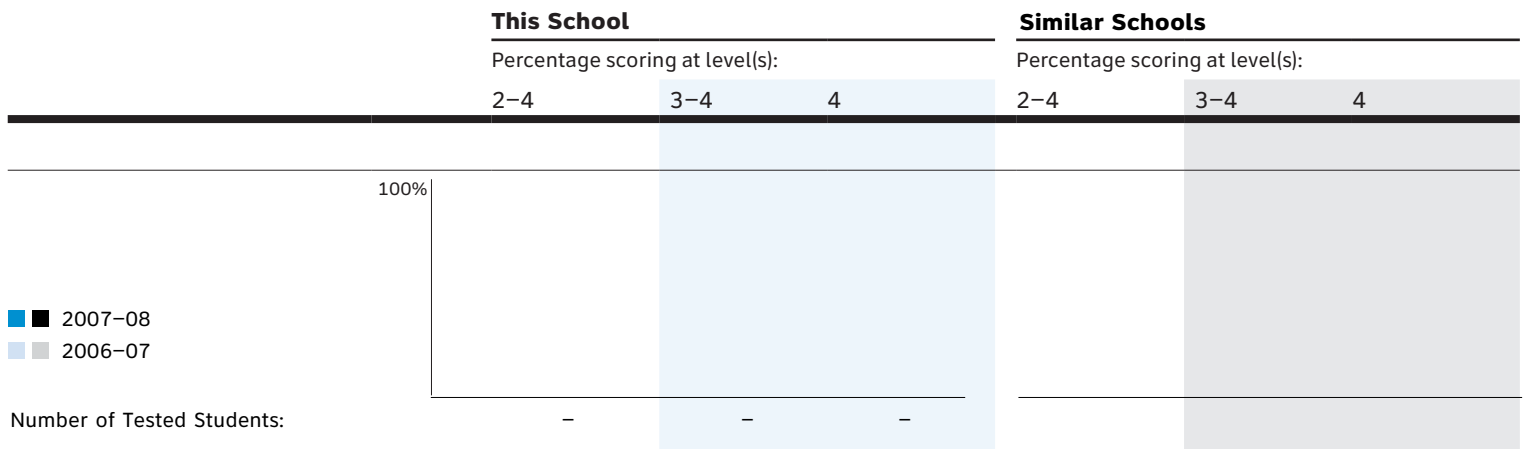 This School Similar Schools
Percentage scoring at level(s): Percentage scoring at level(s):
2–4 3–4 4 2–4 3–4 4
100%
2007–08
2006–07
Number of Tested Students: – – –